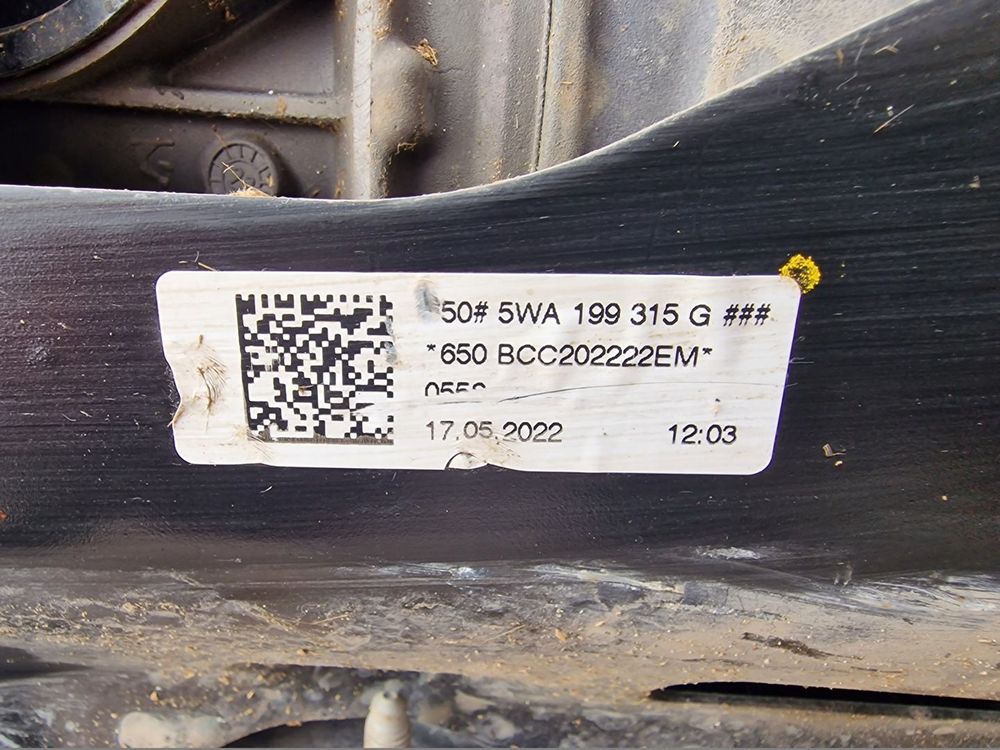 50# 5WA 199 315 G ###
*650 BCC202222EM*
17.05.2022 12:03